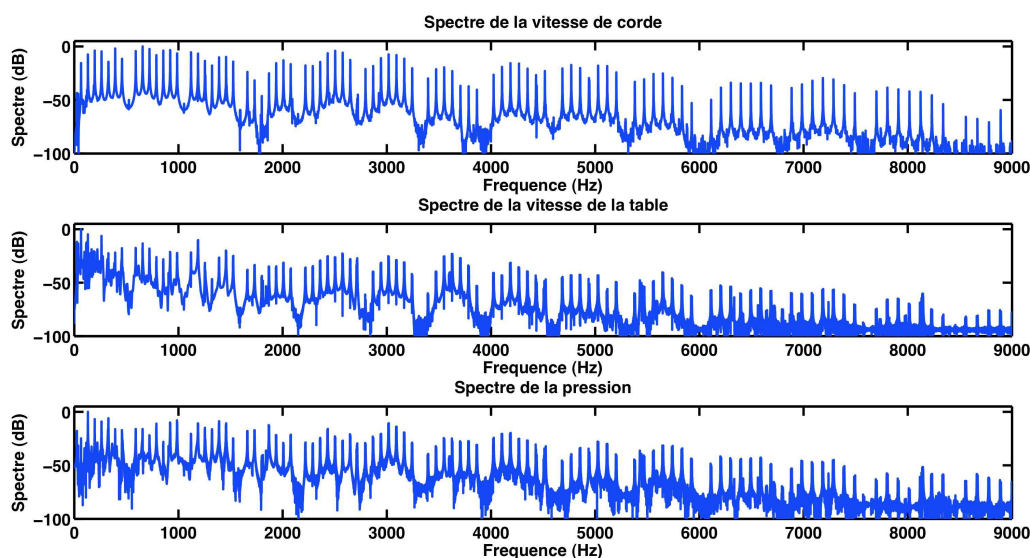 Spectre de la vitesse de corde
Spectre (dB)
0
−50
−100
0 1000 2000 3000 4000 5000 6000 7000 8000 9000
Frequence (Hz)
Spectre de la vitesse de la table
Spectre (dB)
0
−50
−100
0 1000 2000 3000 4000 5000 6000 7000 8000 9000
Frequence (Hz)
Spectre de la pression
Spectre (dB)
0
−50
−100
0 1000 2000 3000 4000 5000 6000 7000 8000 9000
Frequence (Hz)